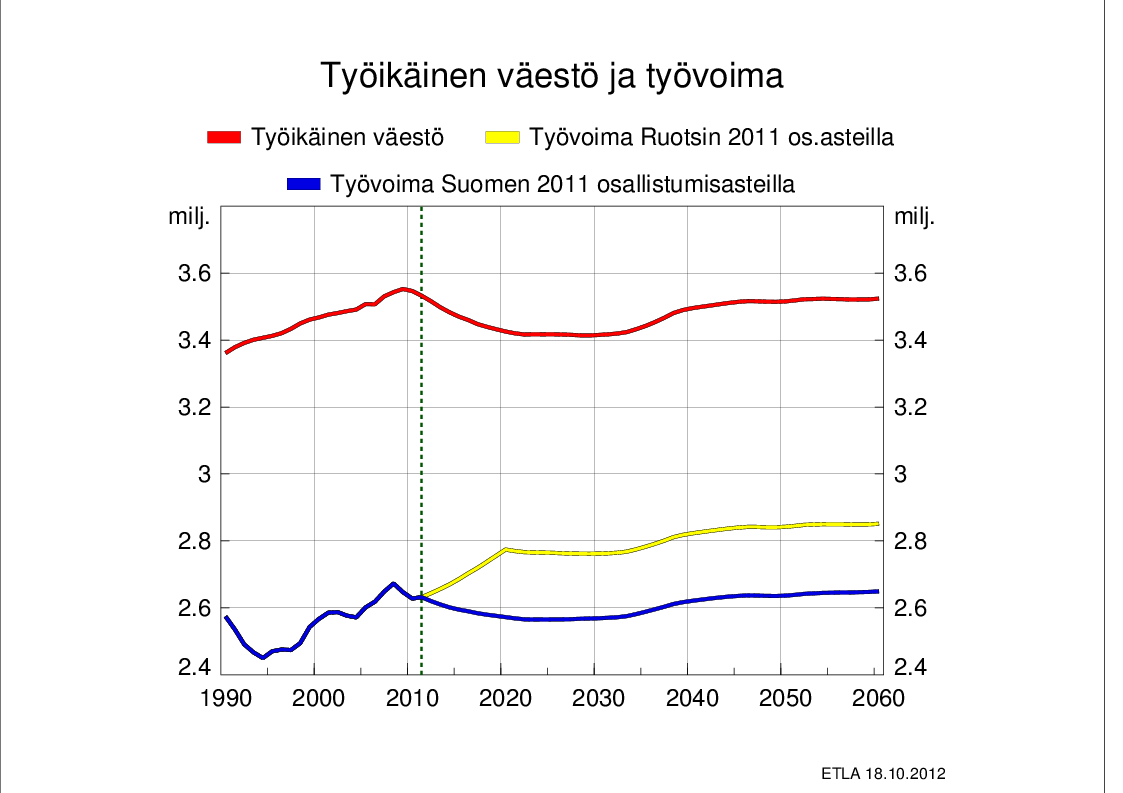 Työikäinen väestö ja työvoima
Työikäinen väestö Työvoima Ruotsin 2011 os.asteilla
Työvoima Suomen 2011 osallistumisasteilla
milj. milj.
3.6 3.6
3.4 3.4
3.2 3.2
3 3
2.8 2.8
2.6 2.6
2.4 2.4
1990 2000 2010 2020 2030 2040 2050 2060
ETLA 18.10.2012